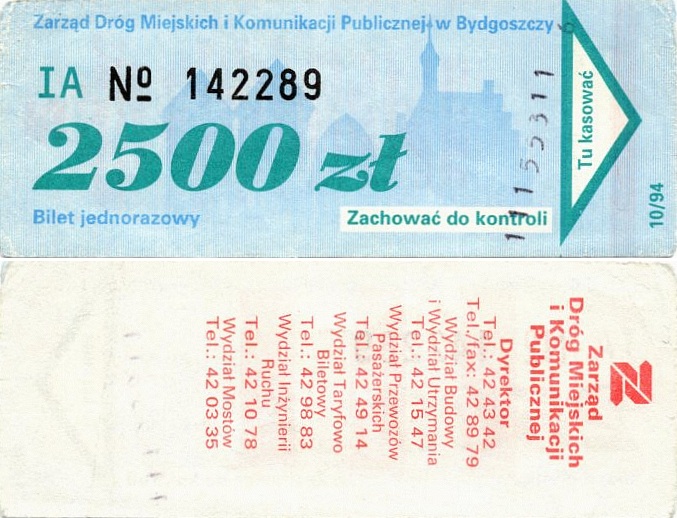 Zarząd Dróg Miejskich i Komunikacji Publicznej w Bydgoszczy
IA № 142289
2500 zł
Bilet jednorazowy
Zachować do kontroli
Tu kasować
10/94
Zarząd
Dróg Miejskich
i Komunikacji
Publicznej
Dyrektor
Tel.: 42 43 42
Tel./fax: 42 89 79
Wydział Budowy
i Wydział Utrzymania
Tel.: 42 15 47
Wydział Przewozów
Pasażerskich
Tel.: 42 49 14
Wydział Taryfowo
Biletowy
Tel.: 42 98 83
Wydział Inżynierii
Ruchu
Tel.: 42 10 78
Wydział Mostów
Tel.: 42 03 35